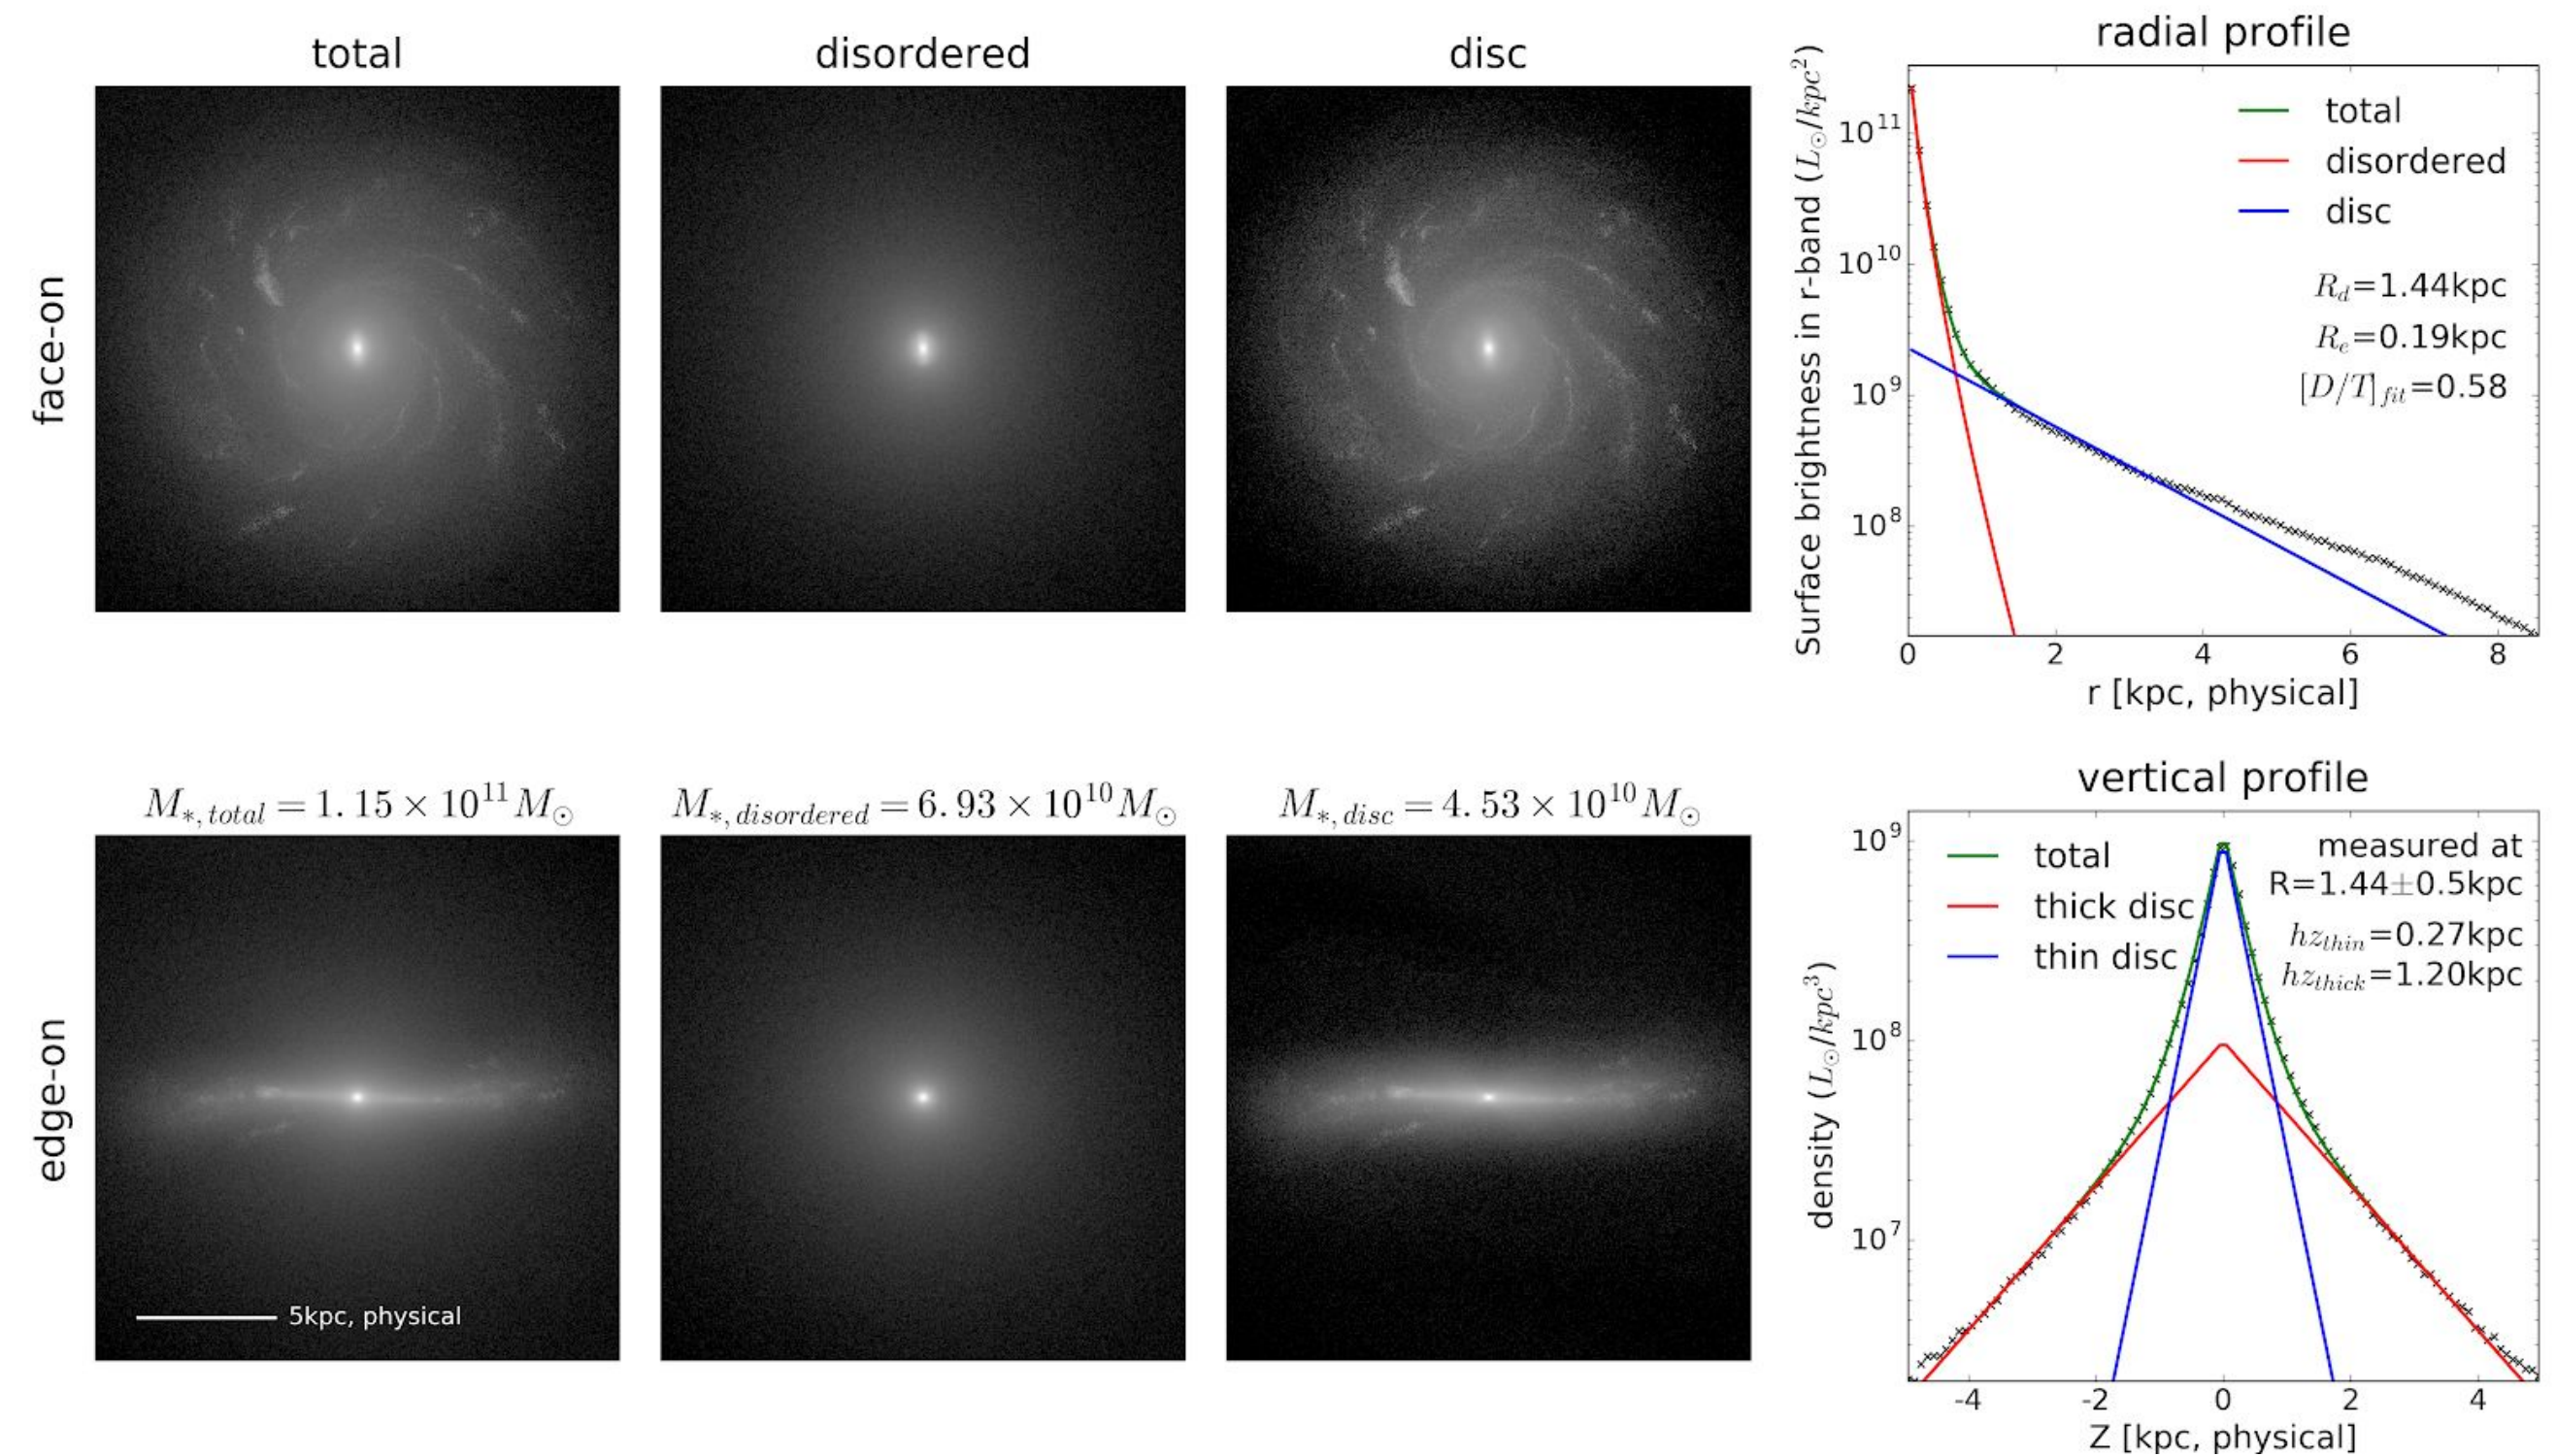 total
disordered
disc
face-on
radial profile
Surface brightness in r-band (L☉/kpc²)
10¹¹
10¹⁰
10⁹
10⁸
total
disordered
disc
R_d=1.44kpc
R_e=0.19kpc
[D/T]_fit=0.58
0 2 4 6 8
r [kpc, physical]
edge-on
M_{*,total} = 1.15 × 10¹¹ M☉
M_{*,disordered} = 6.93 × 10¹⁰ M☉
M_{*,disc} = 4.53 × 10¹⁰ M☉
5kpc, physical
vertical profile
density (L☉/kpc³)
10⁹
10⁸
10⁷
total
thick disc
thin disc
measured at
R=1.44±0.5kpc
hz_thin=0.27kpc
hz_thick=1.20kpc
-4 -2 0 2 4
Z [kpc, physical]